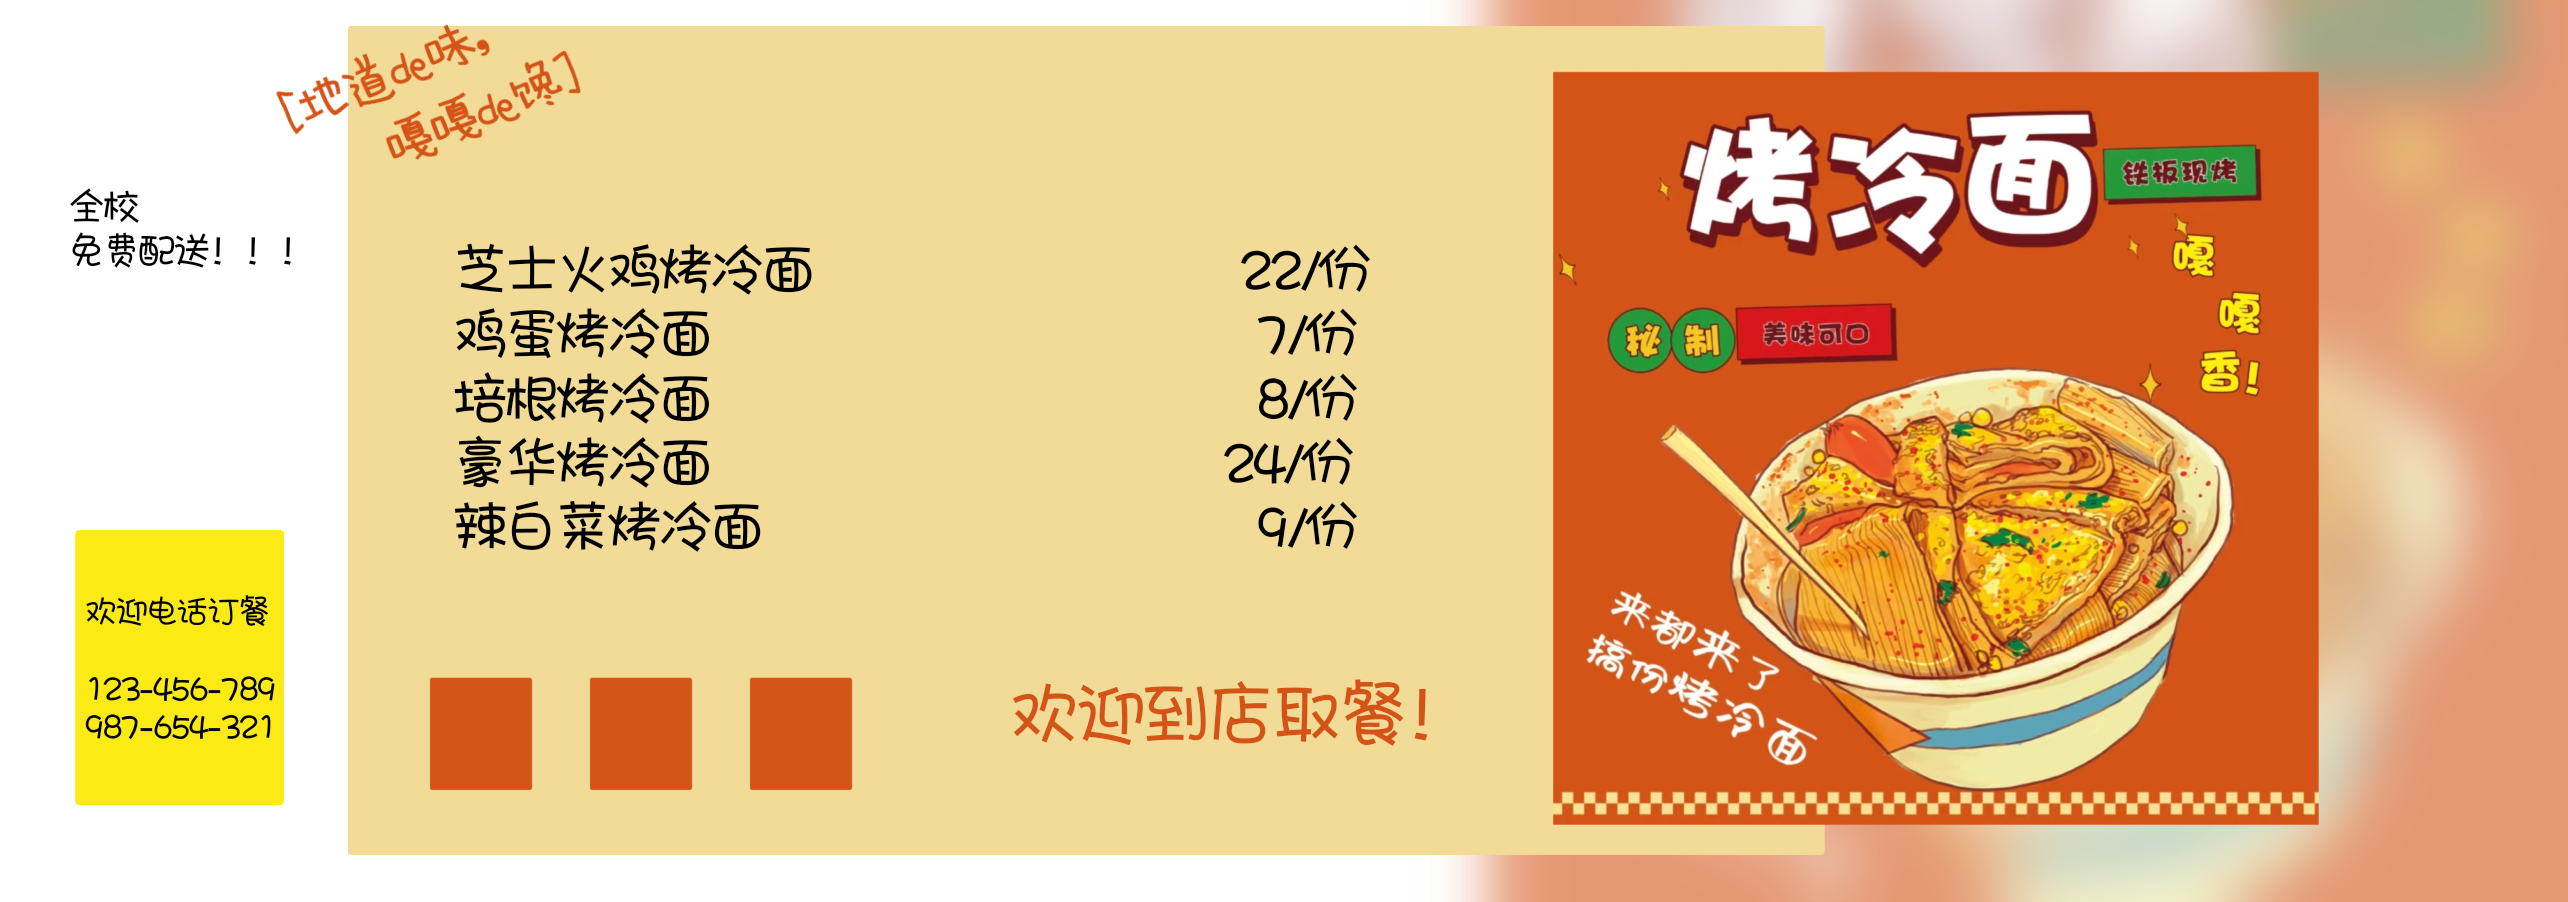 [地道de味，
嘎嘎de馋]
全校
免费配送！！！
芝士火鸡烤冷面 22/份
鸡蛋烤冷面 7/份
培根烤冷面 8/份
豪华烤冷面 24/份
辣白菜烤冷面 9/份
欢迎电话订餐
123-456-789
987-654-321
欢迎到店取餐！
烤冷面
铁板现烤
嘎
嘎
香！
秘制
美味可口
来都来了
搞份烤冷面